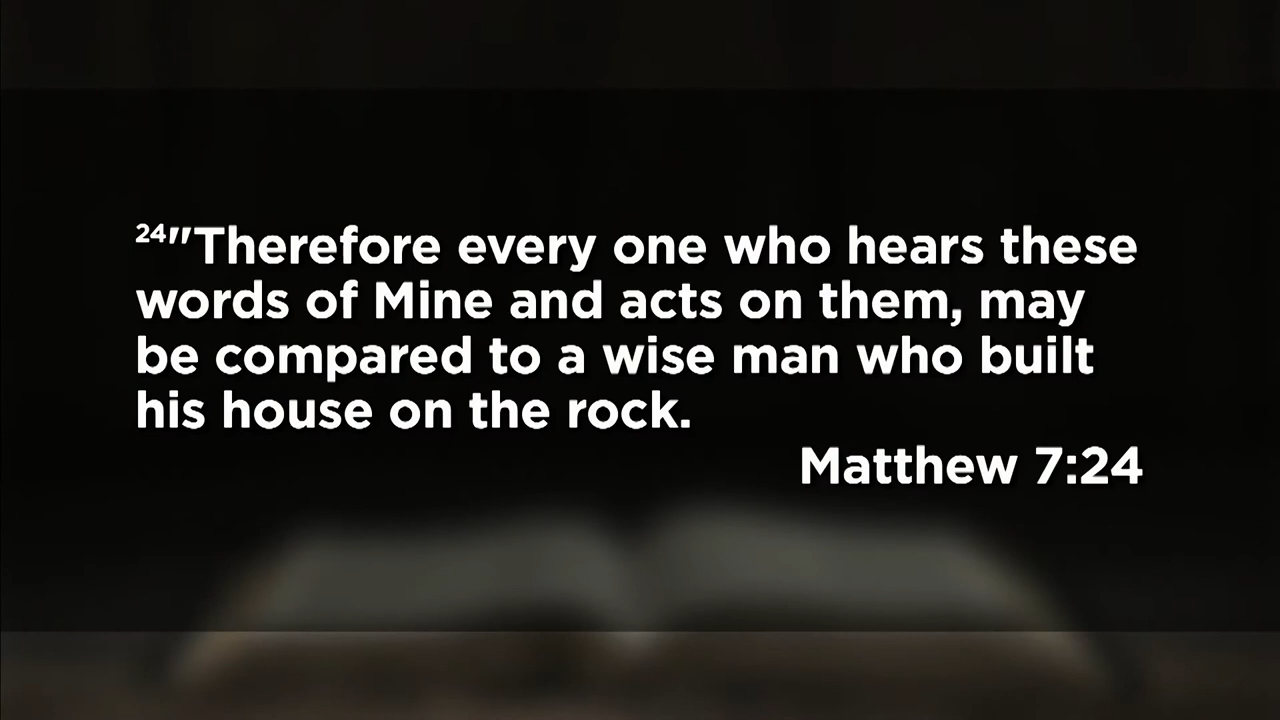 24"Therefore every one who hears these
words of Mine and acts on them, may
be compared to a wise man who built
his house on the rock.
Matthew 7:24